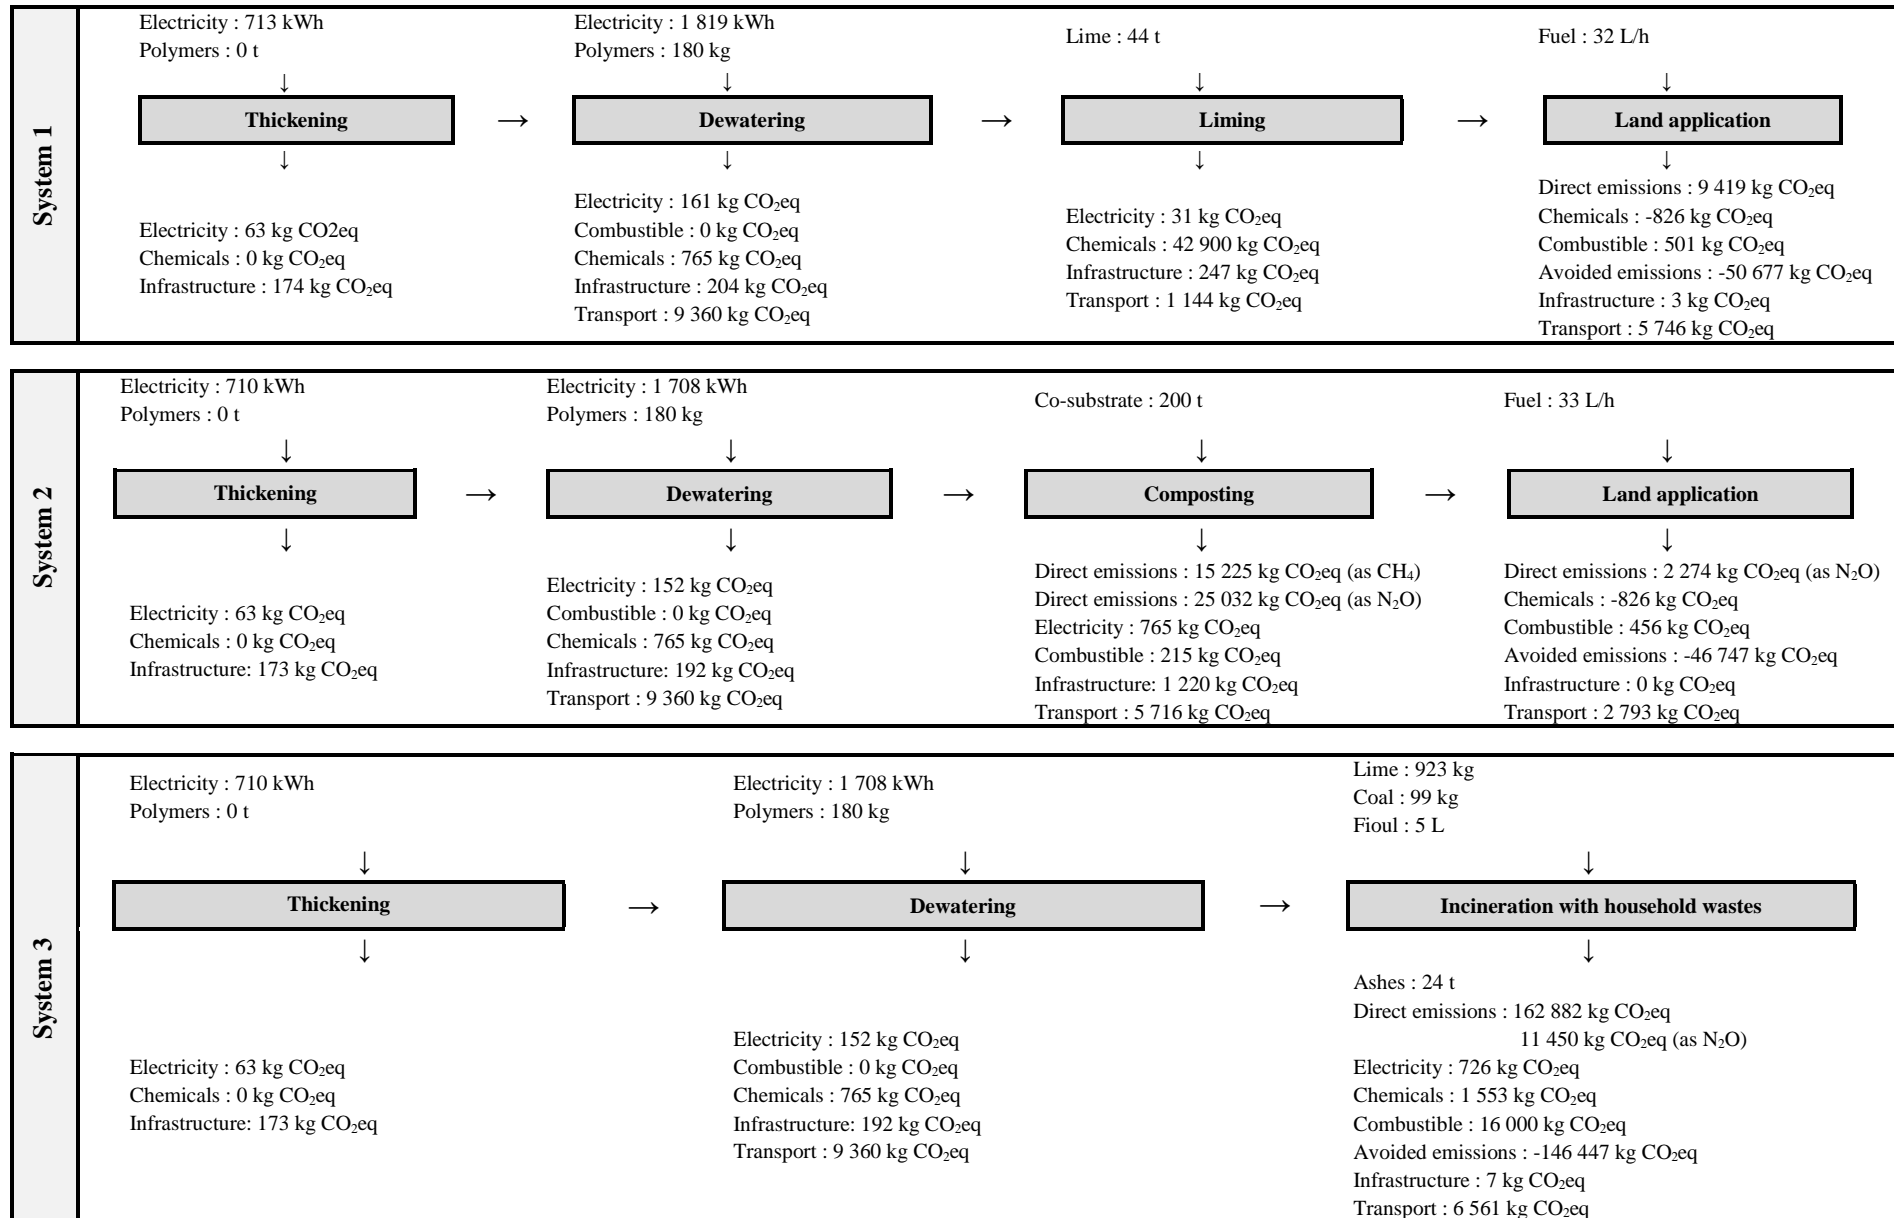 System 1
Electricity : 713 kWh
Polymers : 0 t
↓
Thickening
↓
Electricity : 63 kg CO2eq
Chemicals : 0 kg CO₂eq
Infrastructure : 174 kg CO₂eq
→
Electricity : 1 819 kWh
Polymers : 180 kg
↓
Dewatering
↓
Electricity : 161 kg CO₂eq
Combustible : 0 kg CO₂eq
Chemicals : 765 kg CO₂eq
Infrastructure : 204 kg CO₂eq
Transport : 9 360 kg CO₂eq
→
Lime : 44 t
↓
Liming
↓
Electricity : 31 kg CO₂eq
Chemicals : 42 900 kg CO₂eq
Infrastructure : 247 kg CO₂eq
Transport : 1 144 kg CO₂eq
→
Fuel : 32 L/h
↓
Land application
↓
Direct emissions : 9 419 kg CO₂eq
Chemicals : -826 kg CO₂eq
Combustible : 501 kg CO₂eq
Avoided emissions : -50 677 kg CO₂eq
Infrastructure : 3 kg CO₂eq
Transport : 5 746 kg CO₂eq
System 2
Electricity : 710 kWh
Polymers : 0 t
↓
Thickening
↓
Electricity : 63 kg CO₂eq
Chemicals : 0 kg CO₂eq
Infrastructure: 173 kg CO₂eq
→
Electricity : 1 708 kWh
Polymers : 180 kg
↓
Dewatering
↓
Electricity : 152 kg CO₂eq
Combustible : 0 kg CO₂eq
Chemicals : 765 kg CO₂eq
Infrastructure: 192 kg CO₂eq
Transport : 9 360 kg CO₂eq
→
Co-substrate : 200 t
↓
Composting
↓
Direct emissions : 15 225 kg CO₂eq (as CH₄)
Direct emissions : 25 032 kg CO₂eq (as N₂O)
Electricity : 765 kg CO₂eq
Combustible : 215 kg CO₂eq
Infrastructure: 1 220 kg CO₂eq
Transport : 5 716 kg CO₂eq
→
Fuel : 33 L/h
↓
Land application
↓
Direct emissions : 2 274 kg CO₂eq (as N₂O)
Chemicals : -826 kg CO₂eq
Combustible : 456 kg CO₂eq
Avoided emissions : -46 747 kg CO₂eq
Infrastructure : 0 kg CO₂eq
Transport : 2 793 kg CO₂eq
System 3
Electricity : 710 kWh
Polymers : 0 t
↓
Thickening
↓
Electricity : 63 kg CO₂eq
Chemicals : 0 kg CO₂eq
Infrastructure: 173 kg CO₂eq
→
Electricity : 1 708 kWh
Polymers : 180 kg
↓
Dewatering
↓
Electricity : 152 kg CO₂eq
Combustible : 0 kg CO₂eq
Chemicals : 765 kg CO₂eq
Infrastructure: 192 kg CO₂eq
Transport : 9 360 kg CO₂eq
→
Lime : 923 kg
Coal : 99 kg
Fioul : 5 L
↓
Incineration with household wastes
↓
Ashes : 24 t
Direct emissions : 162 882 kg CO₂eq
11 450 kg CO₂eq (as N₂O)
Electricity : 726 kg CO₂eq
Chemicals : 1 553 kg CO₂eq
Combustible : 16 000 kg CO₂eq
Avoided emissions : -146 447 kg CO₂eq
Infrastructure : 7 kg CO₂eq
Transport : 6 561 kg CO₂eq